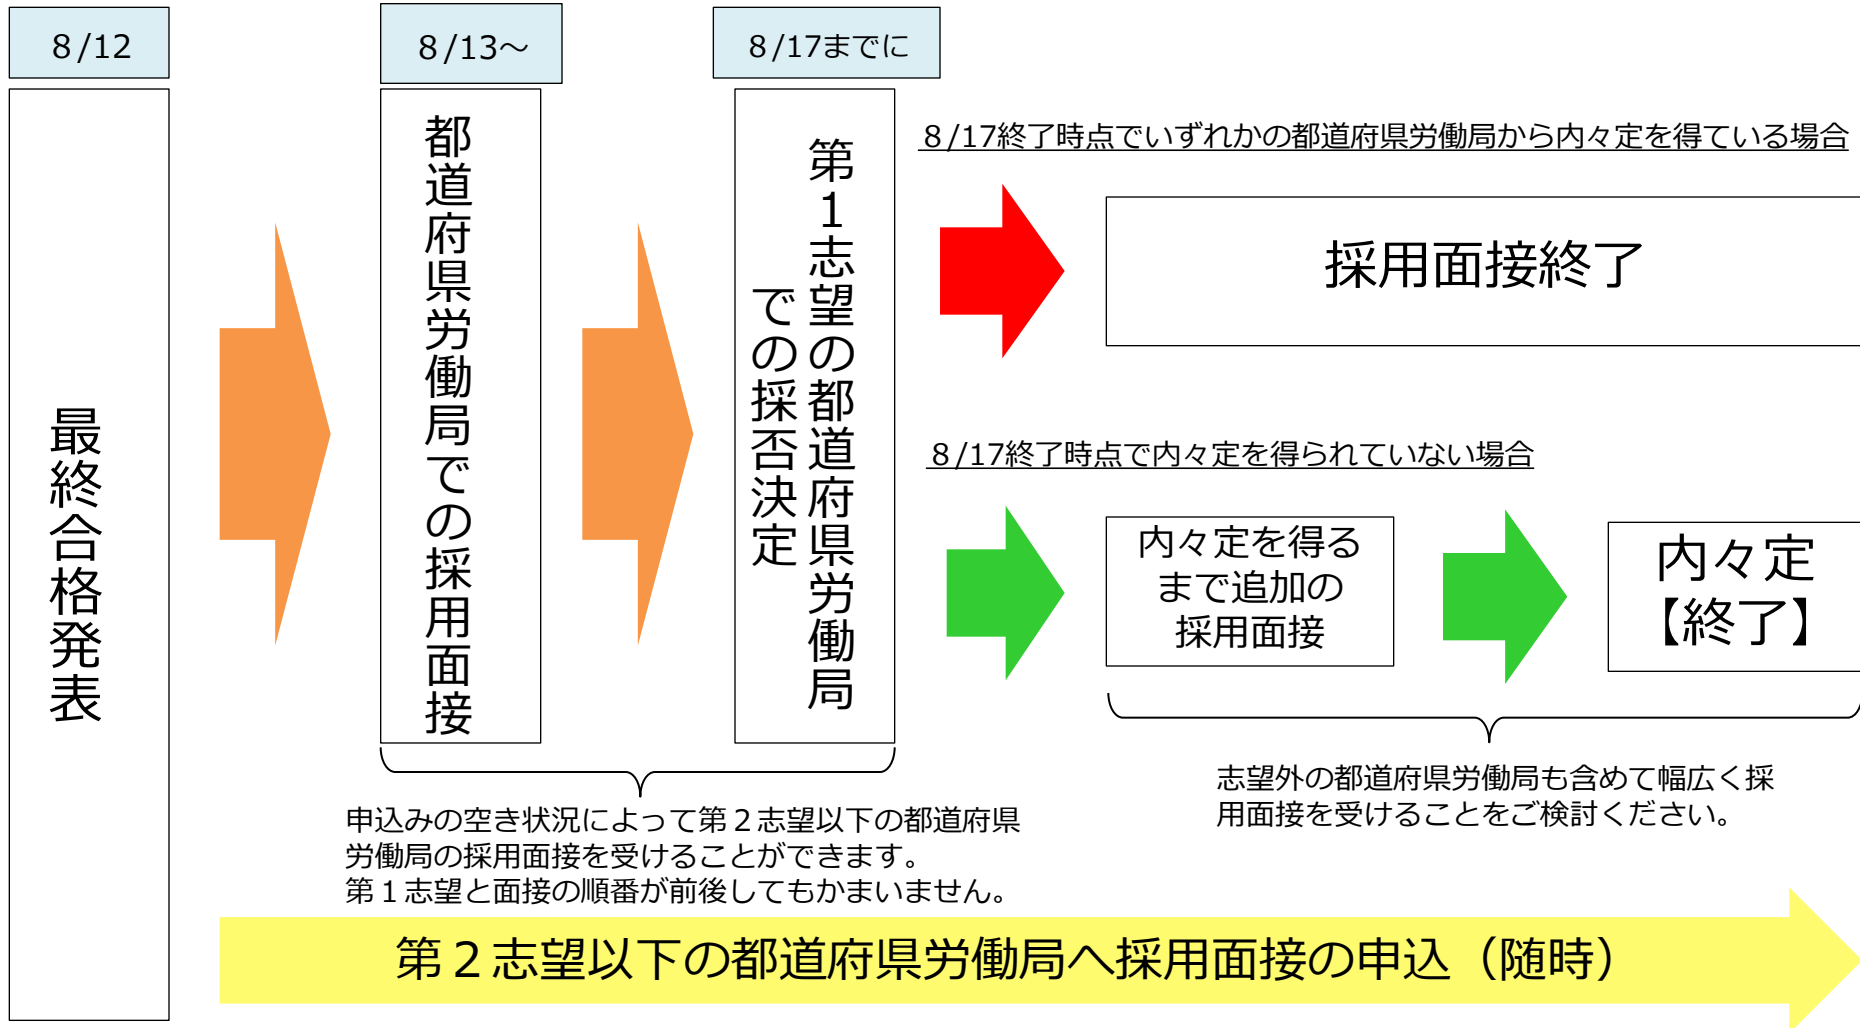 ８/12
８/13～
８/17までに
最終合格発表
都道府県労働局での採用面接
第１志望の都道府県労働局
での採否決定
８/17終了時点でいずれかの都道府県労働局から内々定を得ている場合
採用面接終了
８/17終了時点で内々定を得られていない場合
内々定を得る
まで追加の
採用面接
内々定
【終了】
申込みの空き状況によって第２志望以下の都道府県
労働局の採用面接を受けることができます。
第１志望と面接の順番が前後してもかまいません。
志望外の都道府県労働局も含めて幅広く採
用面接を受けることをご検討ください。
第２志望以下の都道府県労働局へ採用面接の申込（随時）